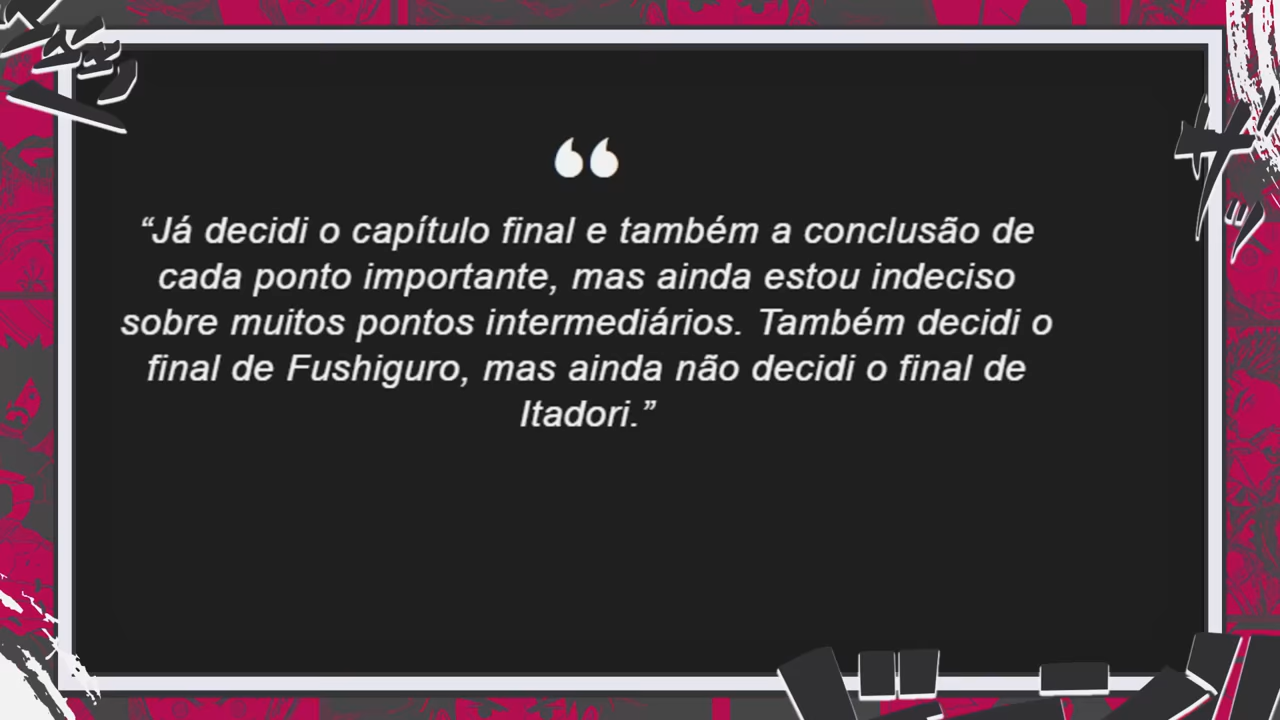 ❝
“Já decidi o capítulo final e também a conclusão de
cada ponto importante, mas ainda estou indeciso
sobre muitos pontos intermediários. Também decidi o
final de Fushiguro, mas ainda não decidi o final de
Itadori.”